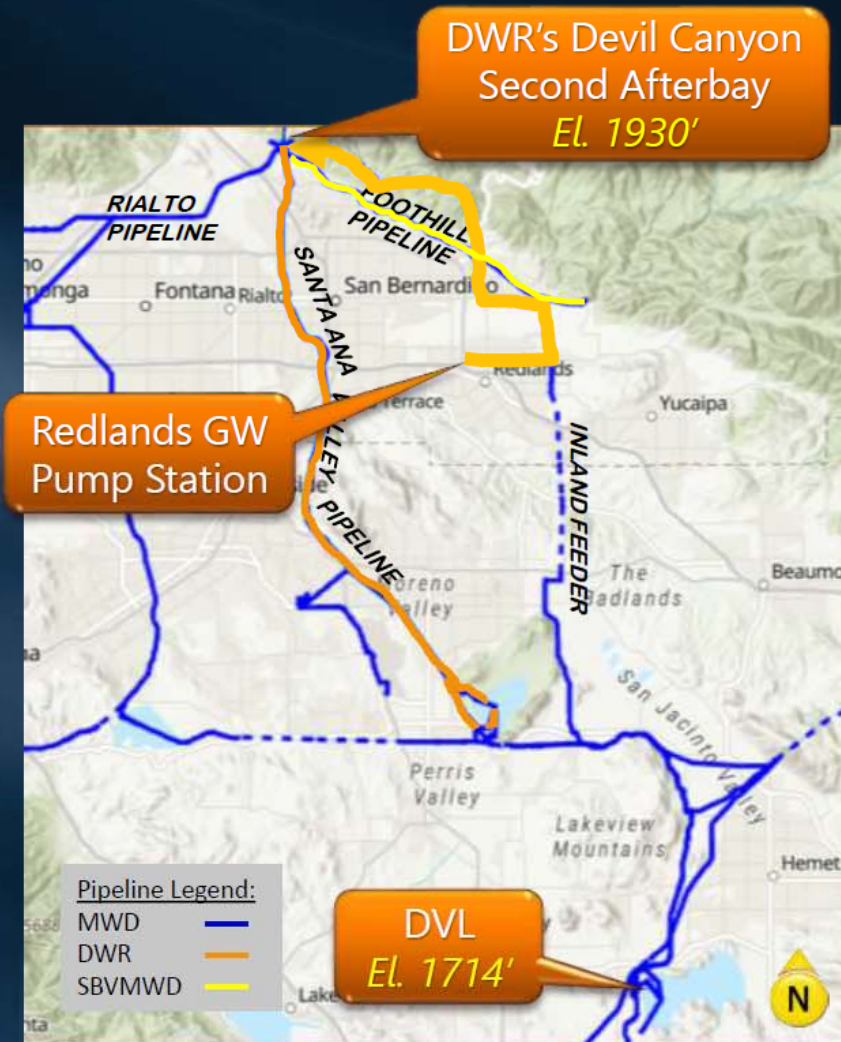 DWR's Devil Canyon
Second Afterbay
El. 1930'
RIALTO
PIPELINE
FOOTHILL
PIPELINE
SANTA ANA
VALLEY PIPELINE
Fontana
Rialto
San Bernardino
Redlands
Terrace
Yucaipa
Redlands GW
Pump Station
INLAND FEEDER
The
Badlands
Beaumo
Moreno
Valley
San Jacinto Valley
Perris
Valley
Lakeview
Mountains
Hemet
Pipeline Legend:
MWD
DWR
SBVMWD
DVL
El. 1714'
Lake
N